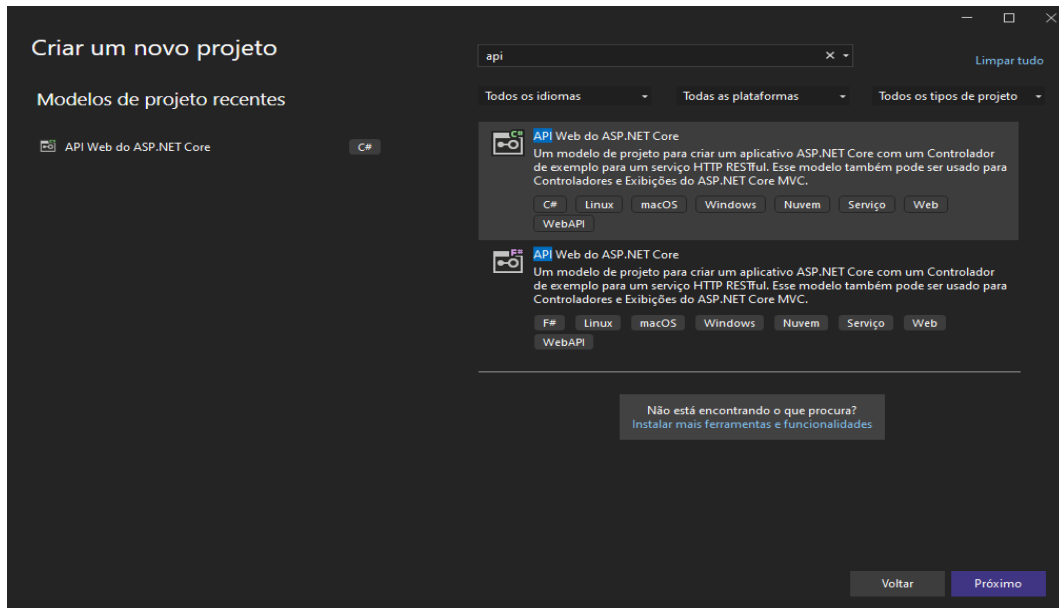 Criar um novo projeto
Modelos de projeto recentes
API Web do ASP.NET Core
C#
api
Limpar tudo
Todos os idiomas
Todas as plataformas
Todos os tipos de projeto
C#
API Web do ASP.NET Core
Um modelo de projeto para criar um aplicativo ASP.NET Core com um Controlador
de exemplo para um serviço HTTP RESTful. Esse modelo também pode ser usado para
Controladores e Exibições do ASP.NET Core MVC.
C# Linux macOS Windows Nuvem Serviço Web
WebAPI
F#
API Web do ASP.NET Core
Um modelo de projeto para criar um aplicativo ASP.NET Core com um Controlador
de exemplo para um serviço HTTP RESTful. Esse modelo também pode ser usado para
Controladores e Exibições do ASP.NET Core MVC.
F# Linux macOS Windows Nuvem Serviço Web
WebAPI
Não está encontrando o que procura?
Instalar mais ferramentas e funcionalidades
Voltar
Próximo